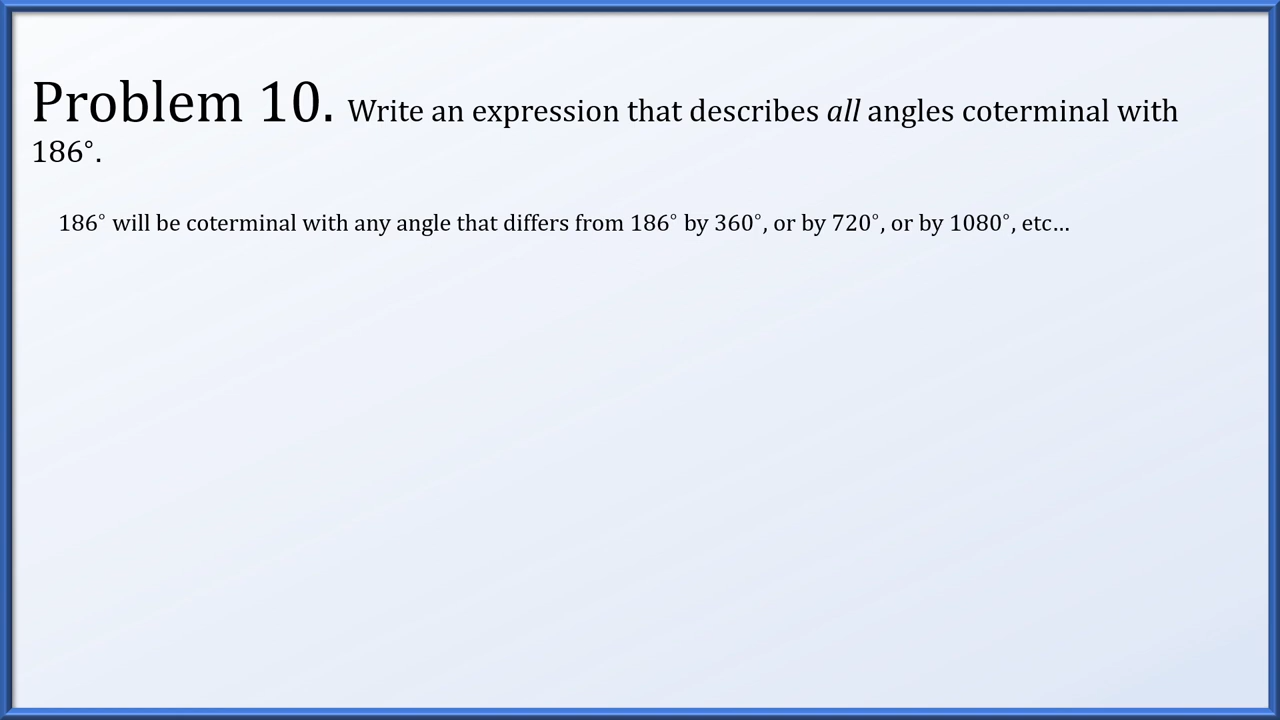 Problem 10. Write an expression that describes all angles coterminal with
186°.
186° will be coterminal with any angle that differs from 186° by 360°, or by 720°, or by 1080°, etc…